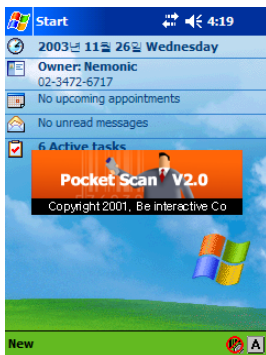 Start 4:19
2003년 11월 26일 Wednesday
Owner: Nemonic
02-3472-6717
No upcoming appointments
No unread messages
6 Active tasks
Pocket Scan V2.0
Copyright 2001, Be interactive Co
New A